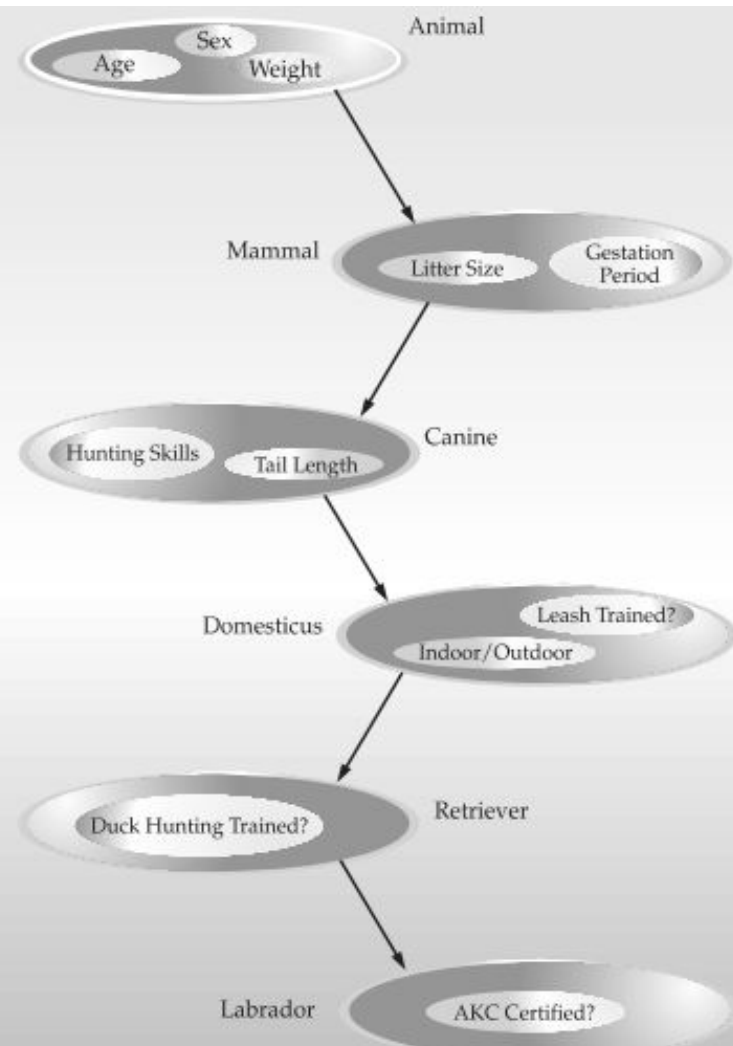 Animal
Sex
Age
Weight
Mammal
Litter Size
Gestation
Period
Canine
Hunting Skills
Tail Length
Domesticus
Leash Trained?
Indoor/Outdoor
Retriever
Duck Hunting Trained?
Labrador
AKC Certified?